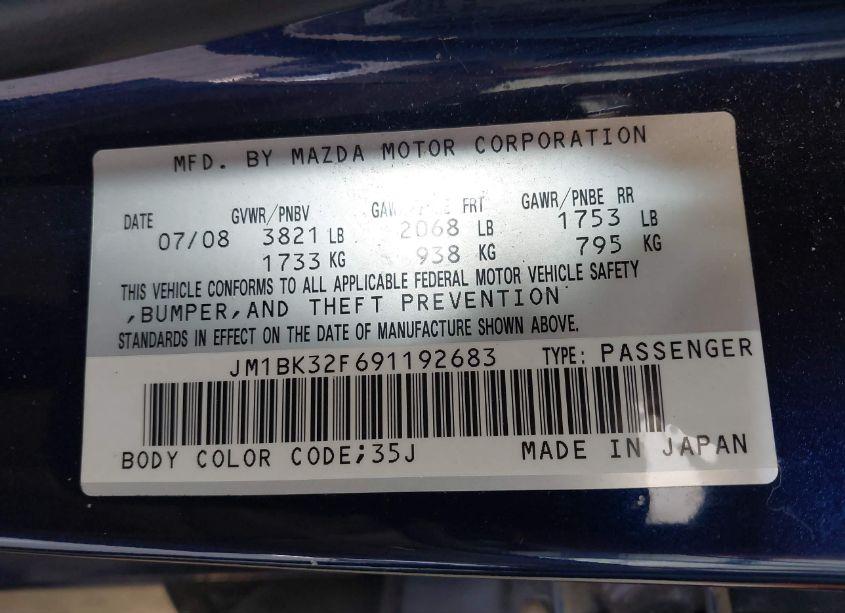 MFD. BY MAZDA MOTOR CORPORATION
DATE GVWR/PNBV FRT GAWR/PNBE RR
07/08 3821 LB 2068 LB 1753 LB
1733 KG 938 KG 795 KG
THIS VEHICLE CONFORMS TO ALL APPLICABLE FEDERAL MOTOR VEHICLE SAFETY
,BUMPER,AND THEFT PREVENTION
STANDARDS IN EFFECT ON THE DATE OF MANUFACTURE SHOWN ABOVE.
JM1BK32F691192683 TYPE: PASSENGER
BODY COLOR CODE;35J MADE IN JAPAN